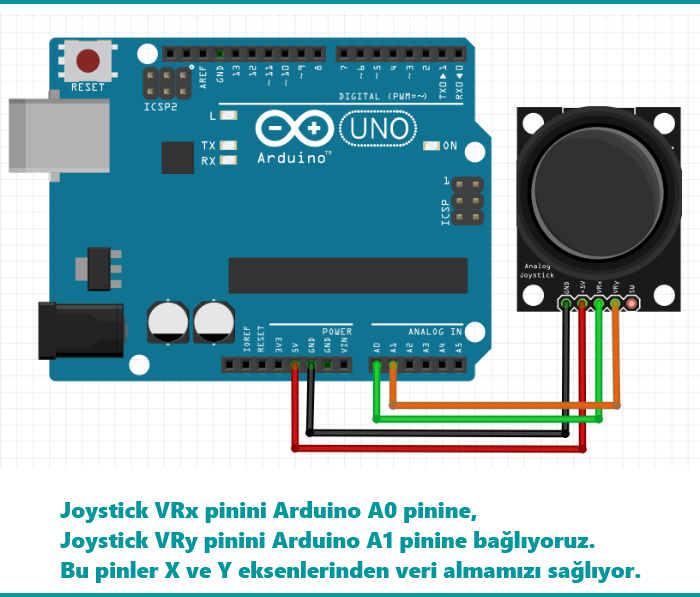 RESET
ICSP2
AREF
GND
13
12
~11
~10
~9
8
7
~6
~5
4
~3
2
TXO▶1
RXO◀0
DIGITAL (PWM=~)
L
TX
RX
UNO
Arduino™
ON
1
ICSP
Analog
Joystick
GND
+5V
VRx
VRy
SW
POWER
ANALOG IN
IOREF
RESET
3V3
5V
GND
GND
VIN
A0
A1
A2
A3
A4
A5
Joystick VRx pinini Arduino A0 pinine,
Joystick VRy pinini Arduino A1 pinine bağlıyoruz.
Bu pinler X ve Y eksenlerinden veri almamızı sağlıyor.